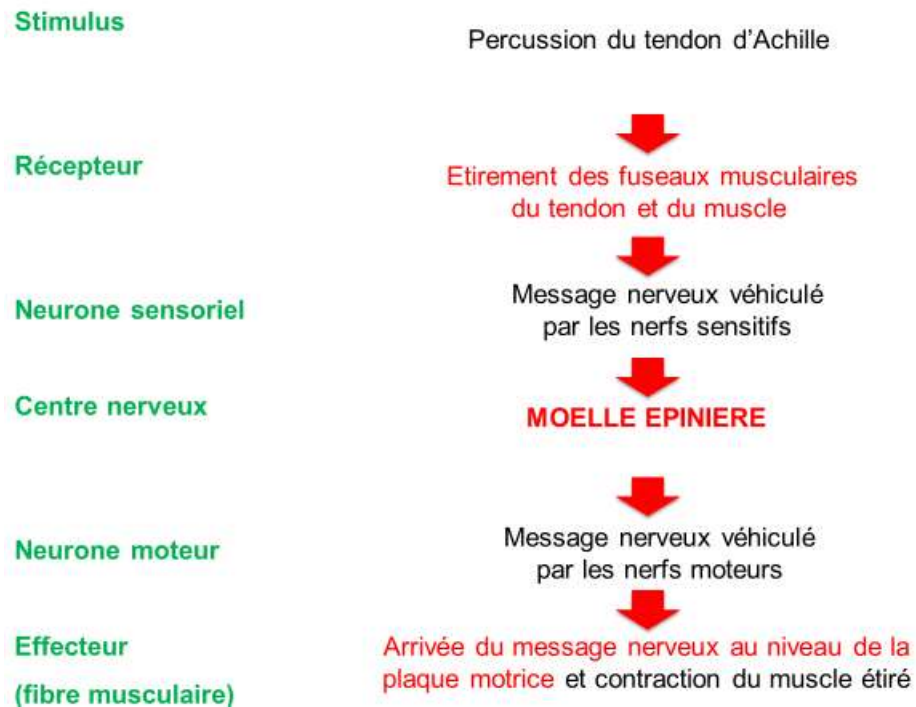 Stimulus
Percussion du tendon d'Achille
Récepteur
Etirement des fuseaux musculaires
du tendon et du muscle
Neurone sensoriel
Message nerveux véhiculé
par les nerfs sensitifs
Centre nerveux
MOELLE EPINIERE
Neurone moteur
Message nerveux véhiculé
par les nerfs moteurs
Effecteur
(fibre musculaire)
Arrivée du message nerveux au niveau de la
plaque motrice et contraction du muscle étiré